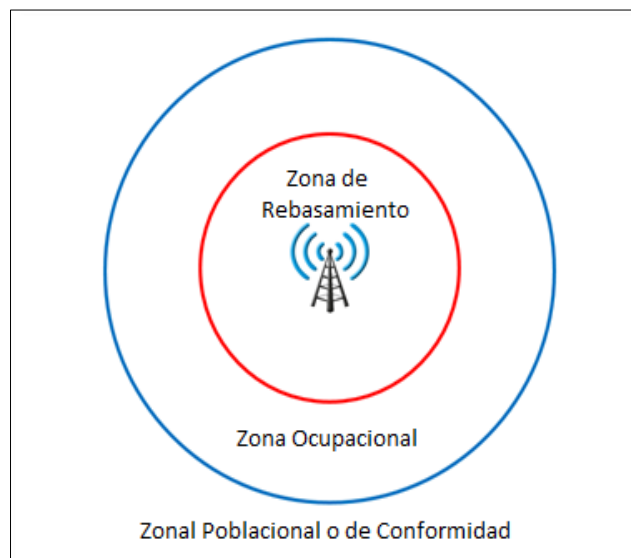 Zona de
Rebasamiento
Zona Ocupacional
Zonal Poblacional o de Conformidad